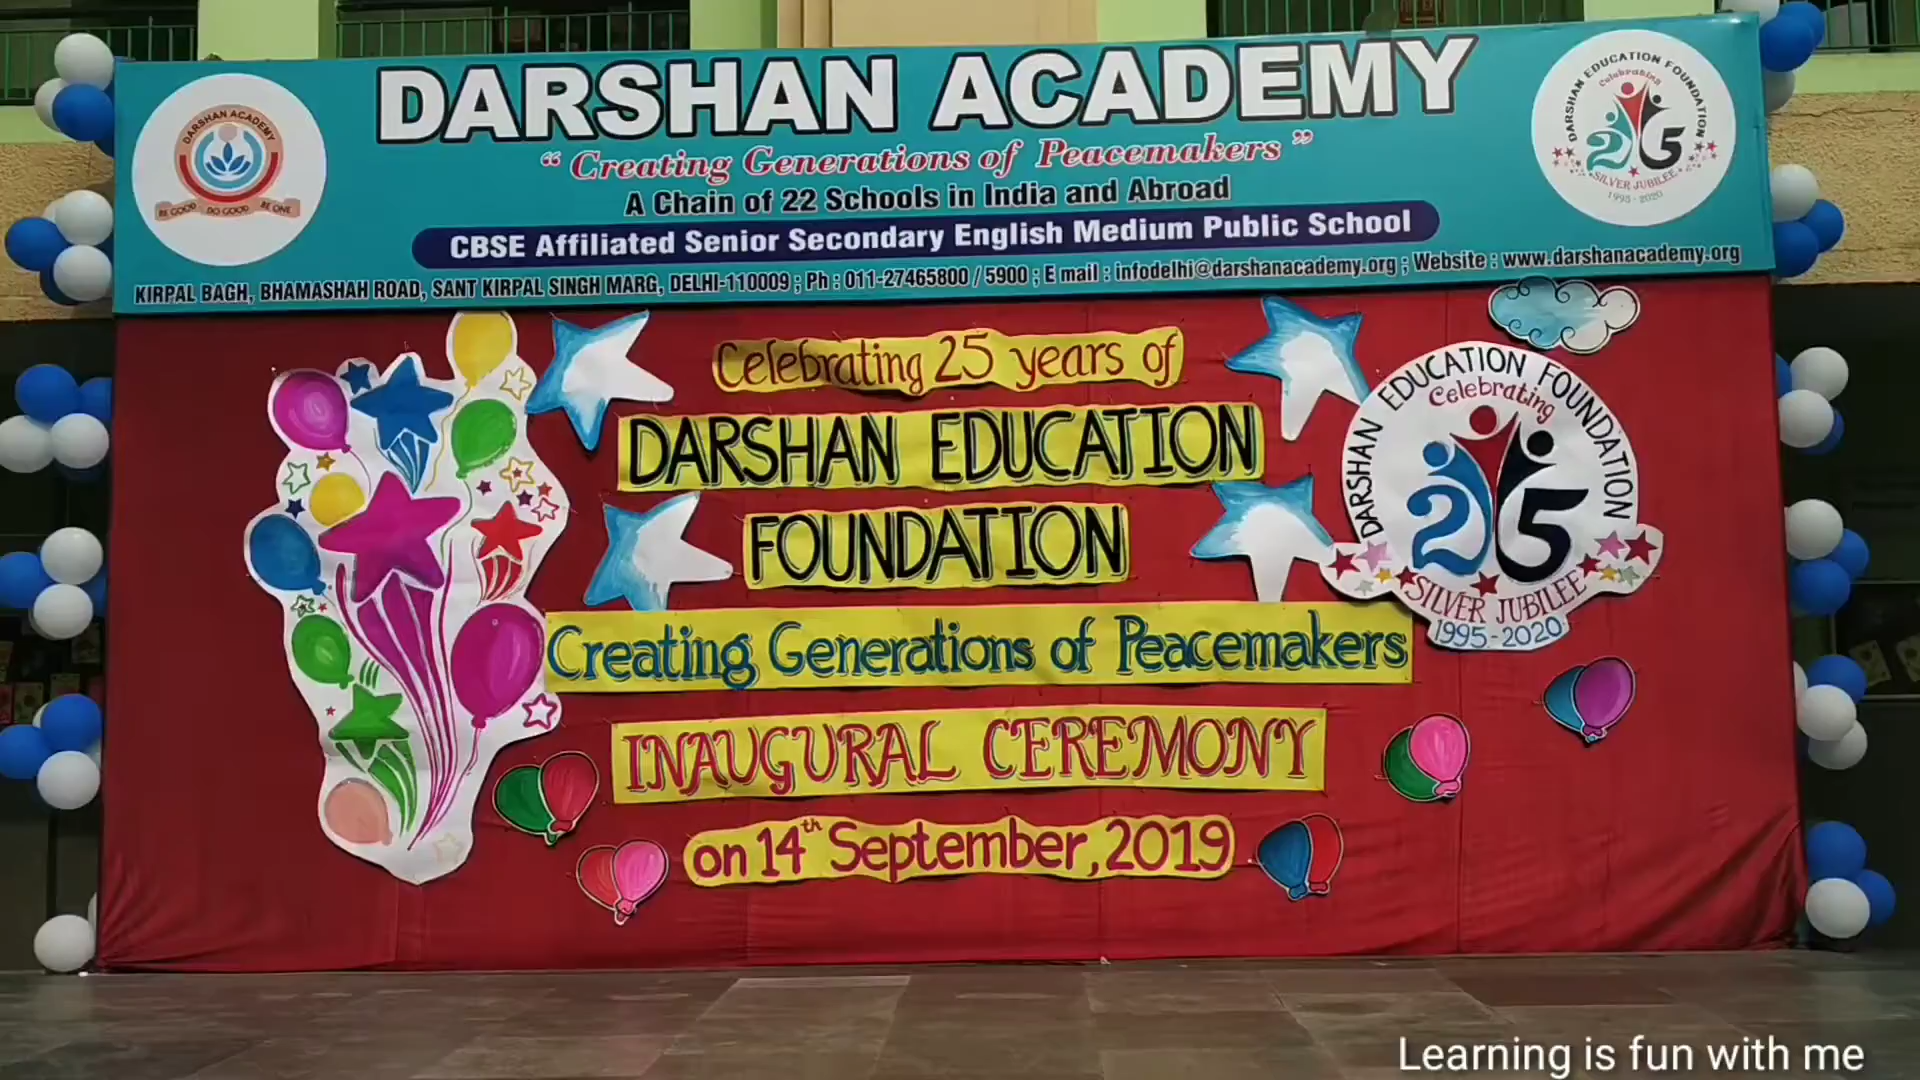 DARSHAN ACADEMY
DARSHAN ACADEMY
BE GOOD DO GOOD BE ONE
" Creating Generations of Peacemakers "
A Chain of 22 Schools in India and Abroad
CBSE Affiliated Senior Secondary English Medium Public School
KIRPAL BAGH, BHAMASHAH ROAD, SANT KIRPAL SINGH MARG, DELHI-110009 ; Ph : 011-27465800 / 5900 ; E mail : infodelhi@darshanacademy.org ; Website : www.darshanacademy.org
DARSHAN EDUCATION FOUNDATION
Celebrating
25
SILVER JUBILEE
1995 - 2020
Celebrating 25 years of
DARSHAN EDUCATION
FOUNDATION
Creating Generations of Peacemakers
INAUGURAL CEREMONY
on 14th September, 2019
DARSHAN EDUCATION FOUNDATION
Celebrating
25
SILVER JUBILEE
1995-2020
Learning is fun with me